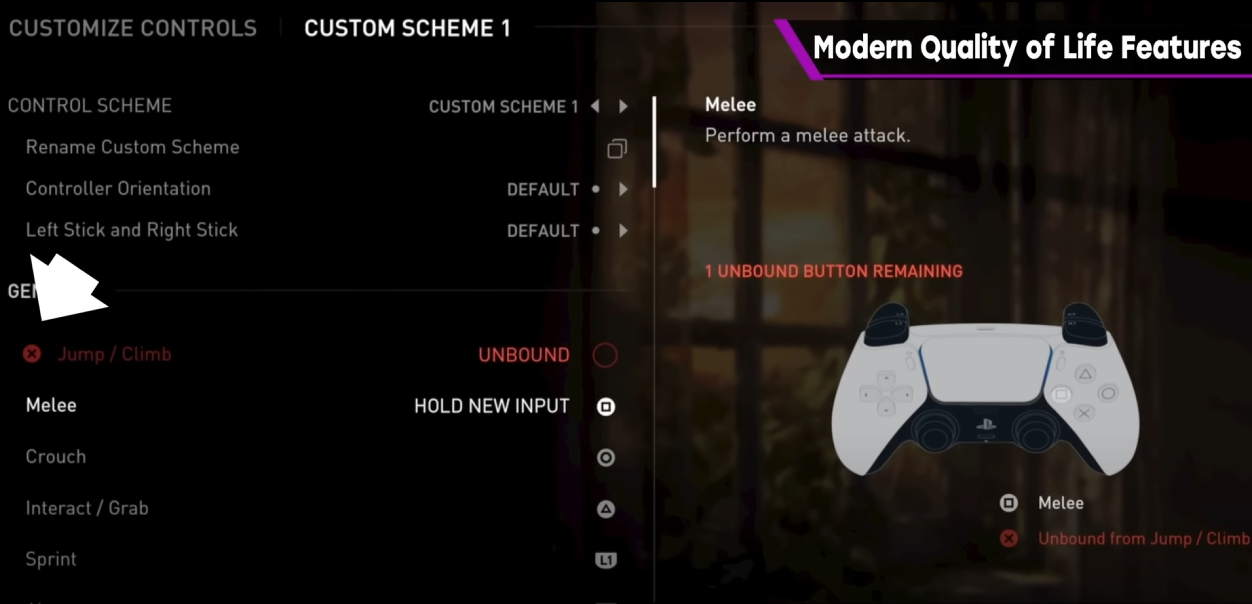 CUSTOMIZE CONTROLS
CUSTOM SCHEME 1
Modern Quality of Life Features
CONTROL SCHEME
CUSTOM SCHEME 1
Rename Custom Scheme
Controller Orientation
DEFAULT
Left Stick and Right Stick
DEFAULT
Jump / Climb
UNBOUND
Melee
HOLD NEW INPUT
Crouch
Interact / Grab
Sprint
L1
Melee
Perform a melee attack.
1 UNBOUND BUTTON REMAINING
Melee
Unbound from Jump / Climb